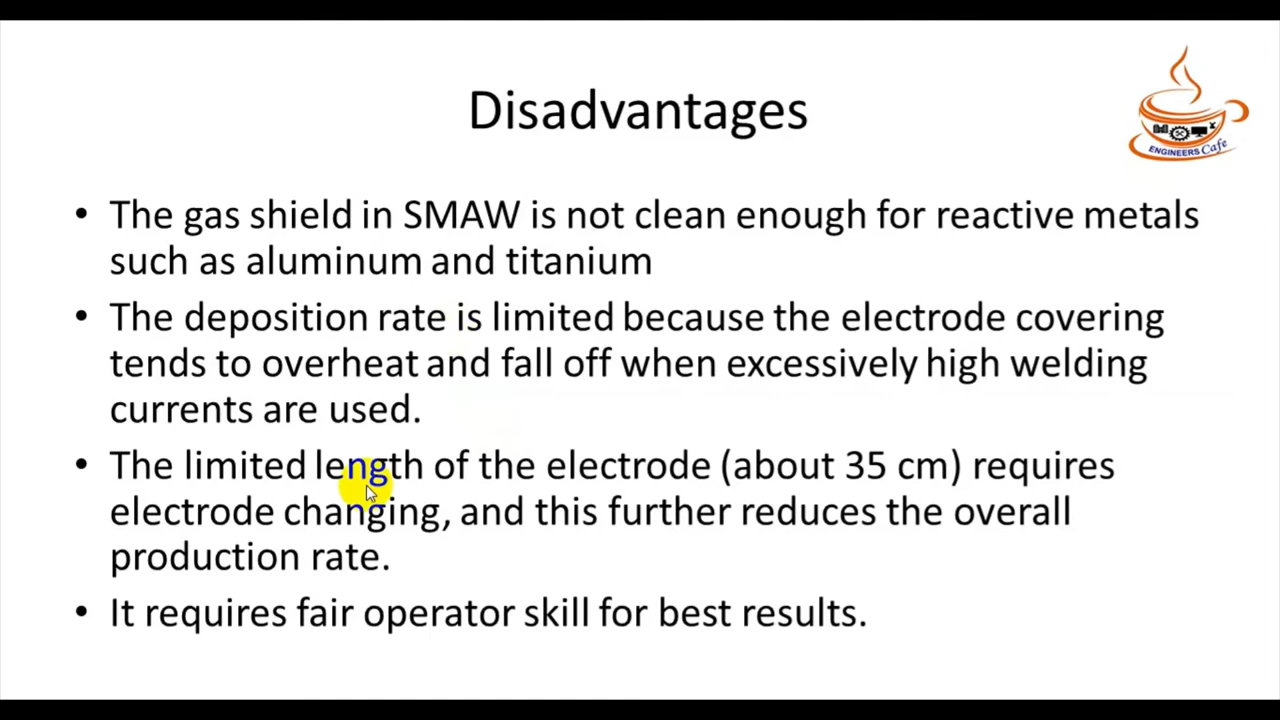 Disadvantages
ENGINEERS Cafe
• The gas shield in SMAW is not clean enough for reactive metals
such as aluminum and titanium
• The deposition rate is limited because the electrode covering
tends to overheat and fall off when excessively high welding
currents are used.
• The limited length of the electrode (about 35 cm) requires
electrode changing, and this further reduces the overall
production rate.
• It requires fair operator skill for best results.